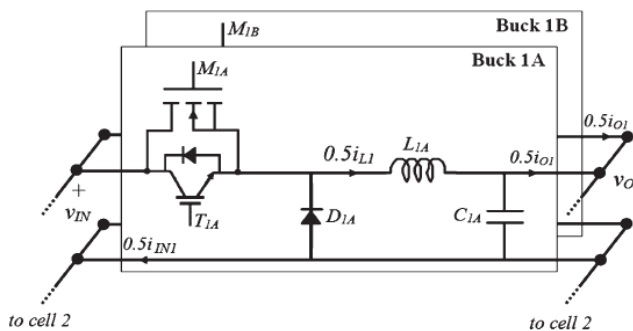 M1B
Buck 1B
Buck 1A
M1A
0.5iO1
0.5iL1
L1A
0.5iO1
+
vIN
T1A
D1A
C1A
vO
0.5iIN1
to cell 2
to cell 2